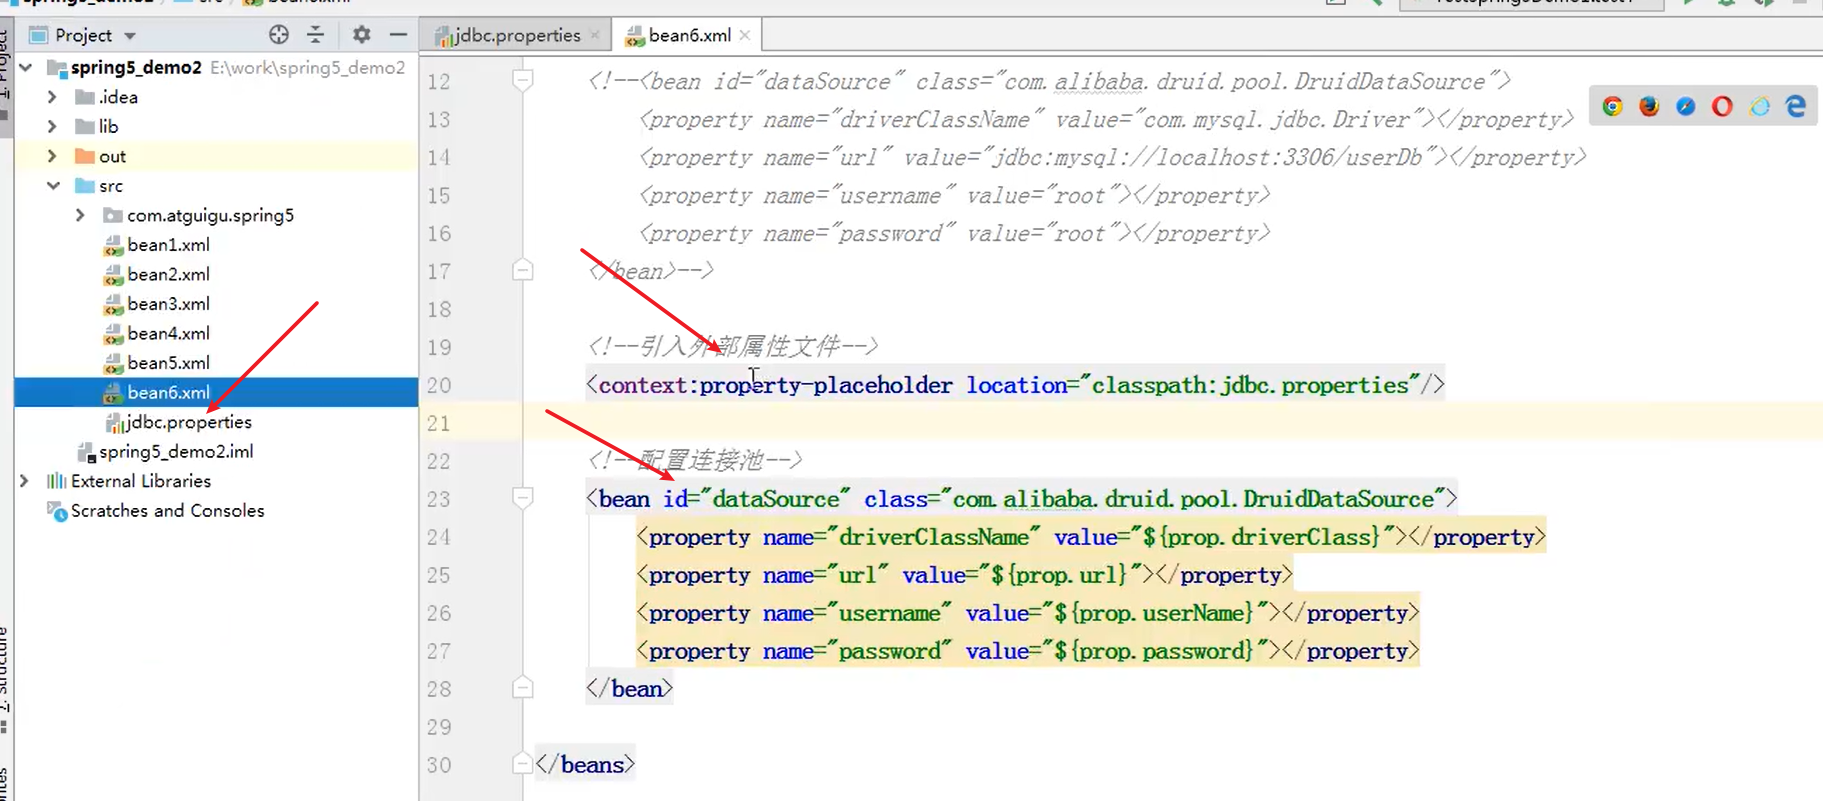 Project
jdbc.properties
bean6.xml
spring5_demo2 E:\work\spring5_demo2
.idea
lib
out
src
com.atguigu.spring5
bean1.xml
bean2.xml
bean3.xml
bean4.xml
bean5.xml
bean6.xml
jdbc.properties
spring5_demo2.iml
External Libraries
Scratches and Consoles
12 <!--<bean id="dataSource" class="com.alibaba.druid.pool.DruidDataSource">
13 <property name="driverClassName" value="com.mysql.jdbc.Driver"></property>
14 <property name="url" value="jdbc:mysql://localhost:3306/userDb"></property>
15 <property name="username" value="root"></property>
16 <property name="password" value="root"></property>
17 </bean>-->
18
19 <!--引入外部属性文件-->
20 <context:property-placeholder location="classpath:jdbc.properties"/>
21
22 <!--配置连接池-->
23 <bean id="dataSource" class="com.alibaba.druid.pool.DruidDataSource">
24 <property name="driverClassName" value="${prop.driverClass}"></property>
25 <property name="url" value="${prop.url}"></property>
26 <property name="username" value="${prop.userName}"></property>
27 <property name="password" value="${prop.password}"></property>
28 </bean>
29
30 </beans>